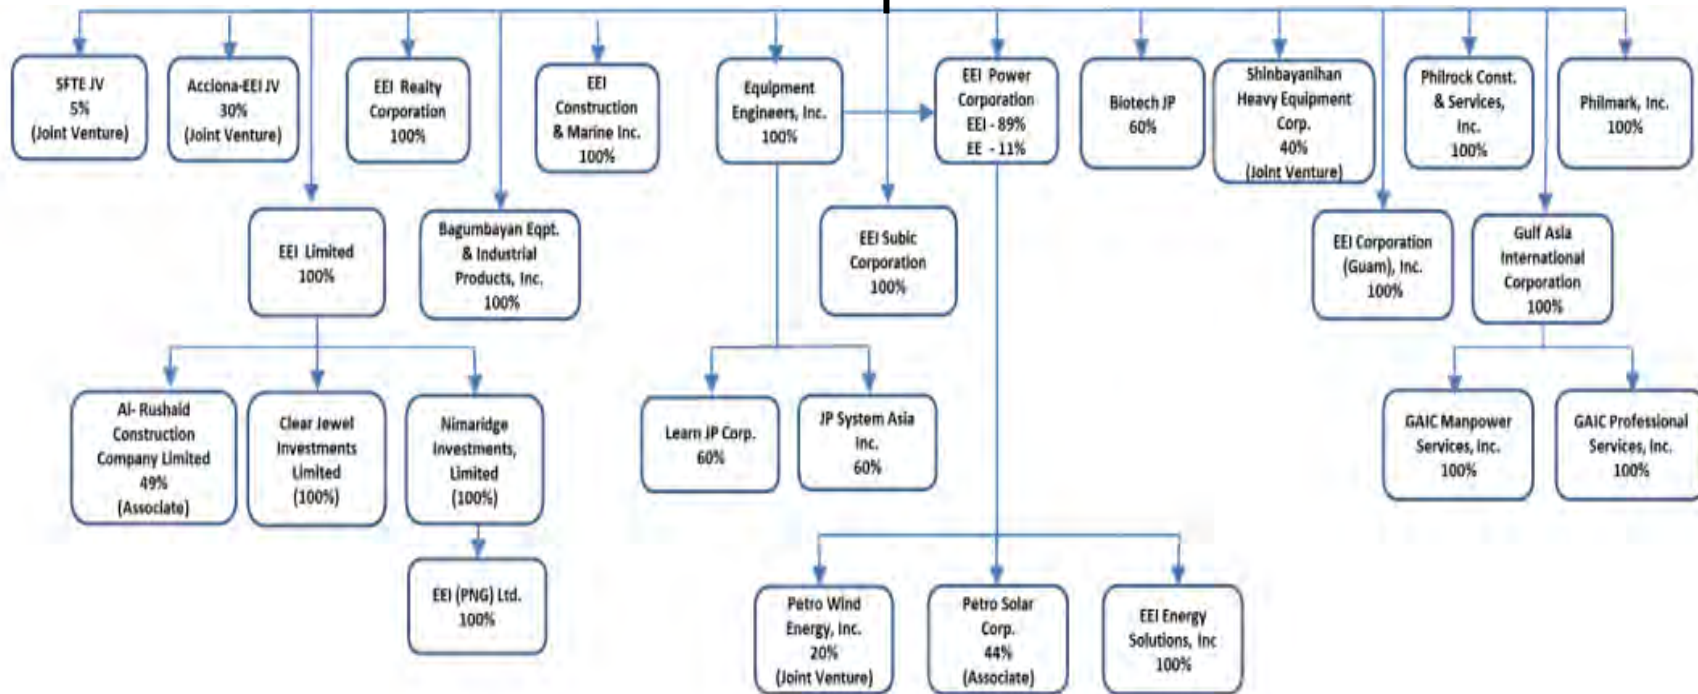 SFTE JV
5%
(Joint Venture)
Acciona-EEI JV
30%
(Joint Venture)
EEI Realty
Corporation
100%
EEI
Construction
& Marine Inc.
100%
Equipment
Engineers, Inc.
100%
EEI Power
Corporation
EEI - 89%
EE - 11%
Biotech JP
60%
Shinbayanihan
Heavy Equipment
Corp.
40%
(Joint Venture)
Philrock Const.
& Services,
Inc.
100%
Philmark, Inc.
100%
EEI Limited
100%
Bagumbayan Eqpt.
& Industrial
Products, Inc.
100%
EEI Subic
Corporation
100%
EEI Corporation
(Guam), Inc.
100%
Gulf Asia
International
Corporation
100%
Al- Rushaid
Construction
Company Limited
49%
(Associate)
Clear Jewel
Investments
Limited
(100%)
Nimaridge
Investments,
Limited
(100%)
Learn JP Corp.
60%
JP System Asia
Inc.
60%
GAIC Manpower
Services, Inc.
100%
GAIC Professional
Services, Inc.
100%
EEI (PNG) Ltd.
100%
Petro Wind
Energy, Inc.
20%
(Joint Venture)
Petro Solar
Corp.
44%
(Associate)
EEI Energy
Solutions, Inc
100%